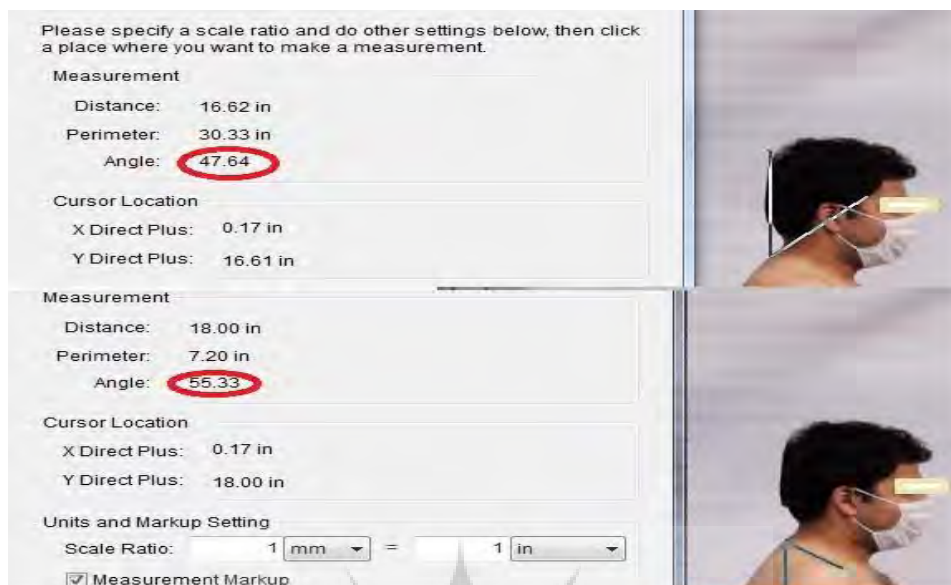 Please specify a scale ratio and do other settings below, then click
a place where you want to make a measurement.
Measurement
Distance: 16.62 in
Perimeter: 30.33 in
Angle: 47.64
Cursor Location
X Direct Plus: 0.17 in
Y Direct Plus: 16.61 in
Measurement
Distance: 18.00 in
Perimeter: 7.20 in
Angle: 55.33
Cursor Location
X Direct Plus: 0.17 in
Y Direct Plus: 18.00 in
Units and Markup Setting
Scale Ratio: 1 mm = 1 in
Measurement Markup